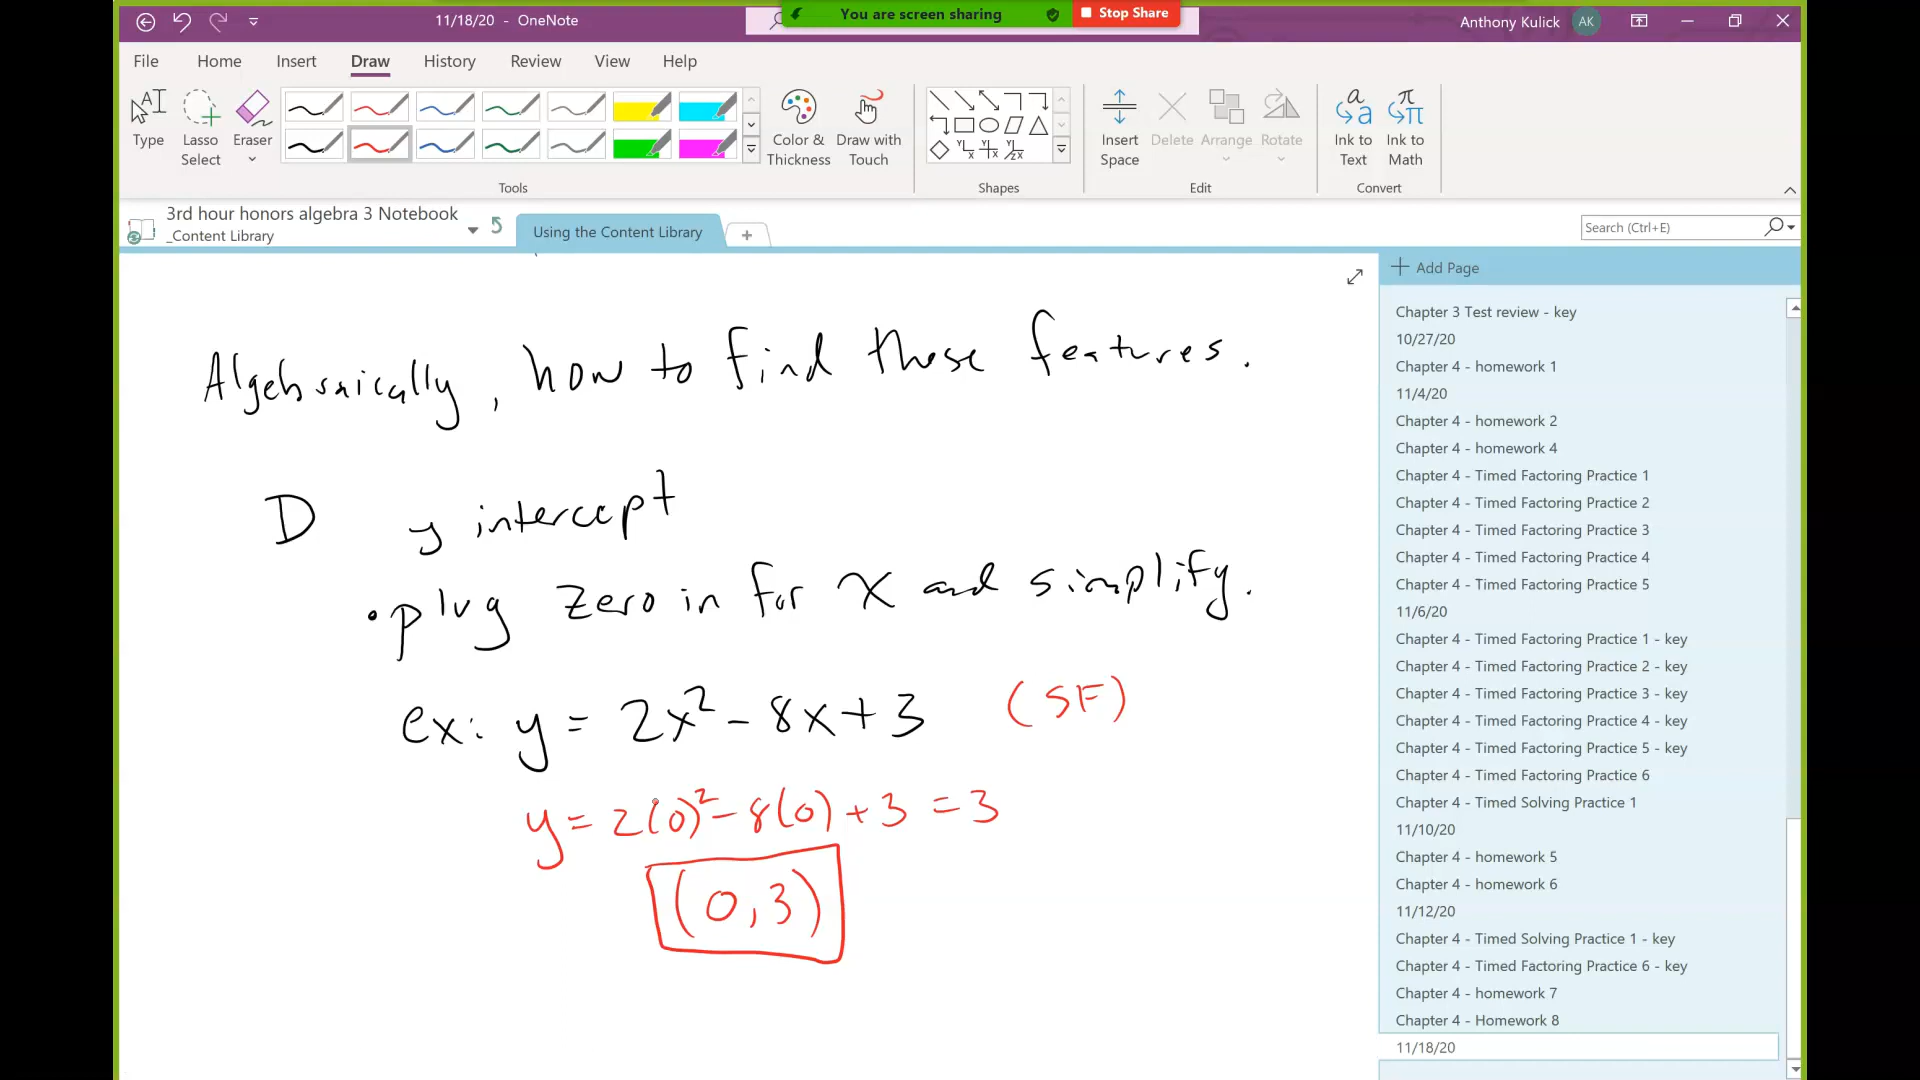 11/18/20 - OneNote
You are screen sharing
Stop Share
Anthony Kulick AK
File Home Insert Draw History Review View Help
Type
Lasso Select
Eraser
Color & Thickness
Draw with Touch
Insert Space
Delete
Arrange
Rotate
Ink to Text
Ink to Math
Tools
Shapes
Edit
Convert
3rd hour honors algebra 3 Notebook
_Content Library
Using the Content Library
Search (Ctrl+E)
Algebraically, how to find these features.
D y intercept
• plug zero in for x and simplify.
ex: y = 2x² - 8x + 3 (SF)
y = 2(0)² - 8(0) + 3 = 3
(0,3)
Add Page
Chapter 3 Test review - key
10/27/20
Chapter 4 - homework 1
11/4/20
Chapter 4 - homework 2
Chapter 4 - homework 4
Chapter 4 - Timed Factoring Practice 1
Chapter 4 - Timed Factoring Practice 2
Chapter 4 - Timed Factoring Practice 3
Chapter 4 - Timed Factoring Practice 4
Chapter 4 - Timed Factoring Practice 5
11/6/20
Chapter 4 - Timed Factoring Practice 1 - key
Chapter 4 - Timed Factoring Practice 2 - key
Chapter 4 - Timed Factoring Practice 3 - key
Chapter 4 - Timed Factoring Practice 4 - key
Chapter 4 - Timed Factoring Practice 5 - key
Chapter 4 - Timed Factoring Practice 6
Chapter 4 - Timed Solving Practice 1
11/10/20
Chapter 4 - homework 5
Chapter 4 - homework 6
11/12/20
Chapter 4 - Timed Solving Practice 1 - key
Chapter 4 - Timed Factoring Practice 6 - key
Chapter 4 - homework 7
Chapter 4 - Homework 8
11/18/20